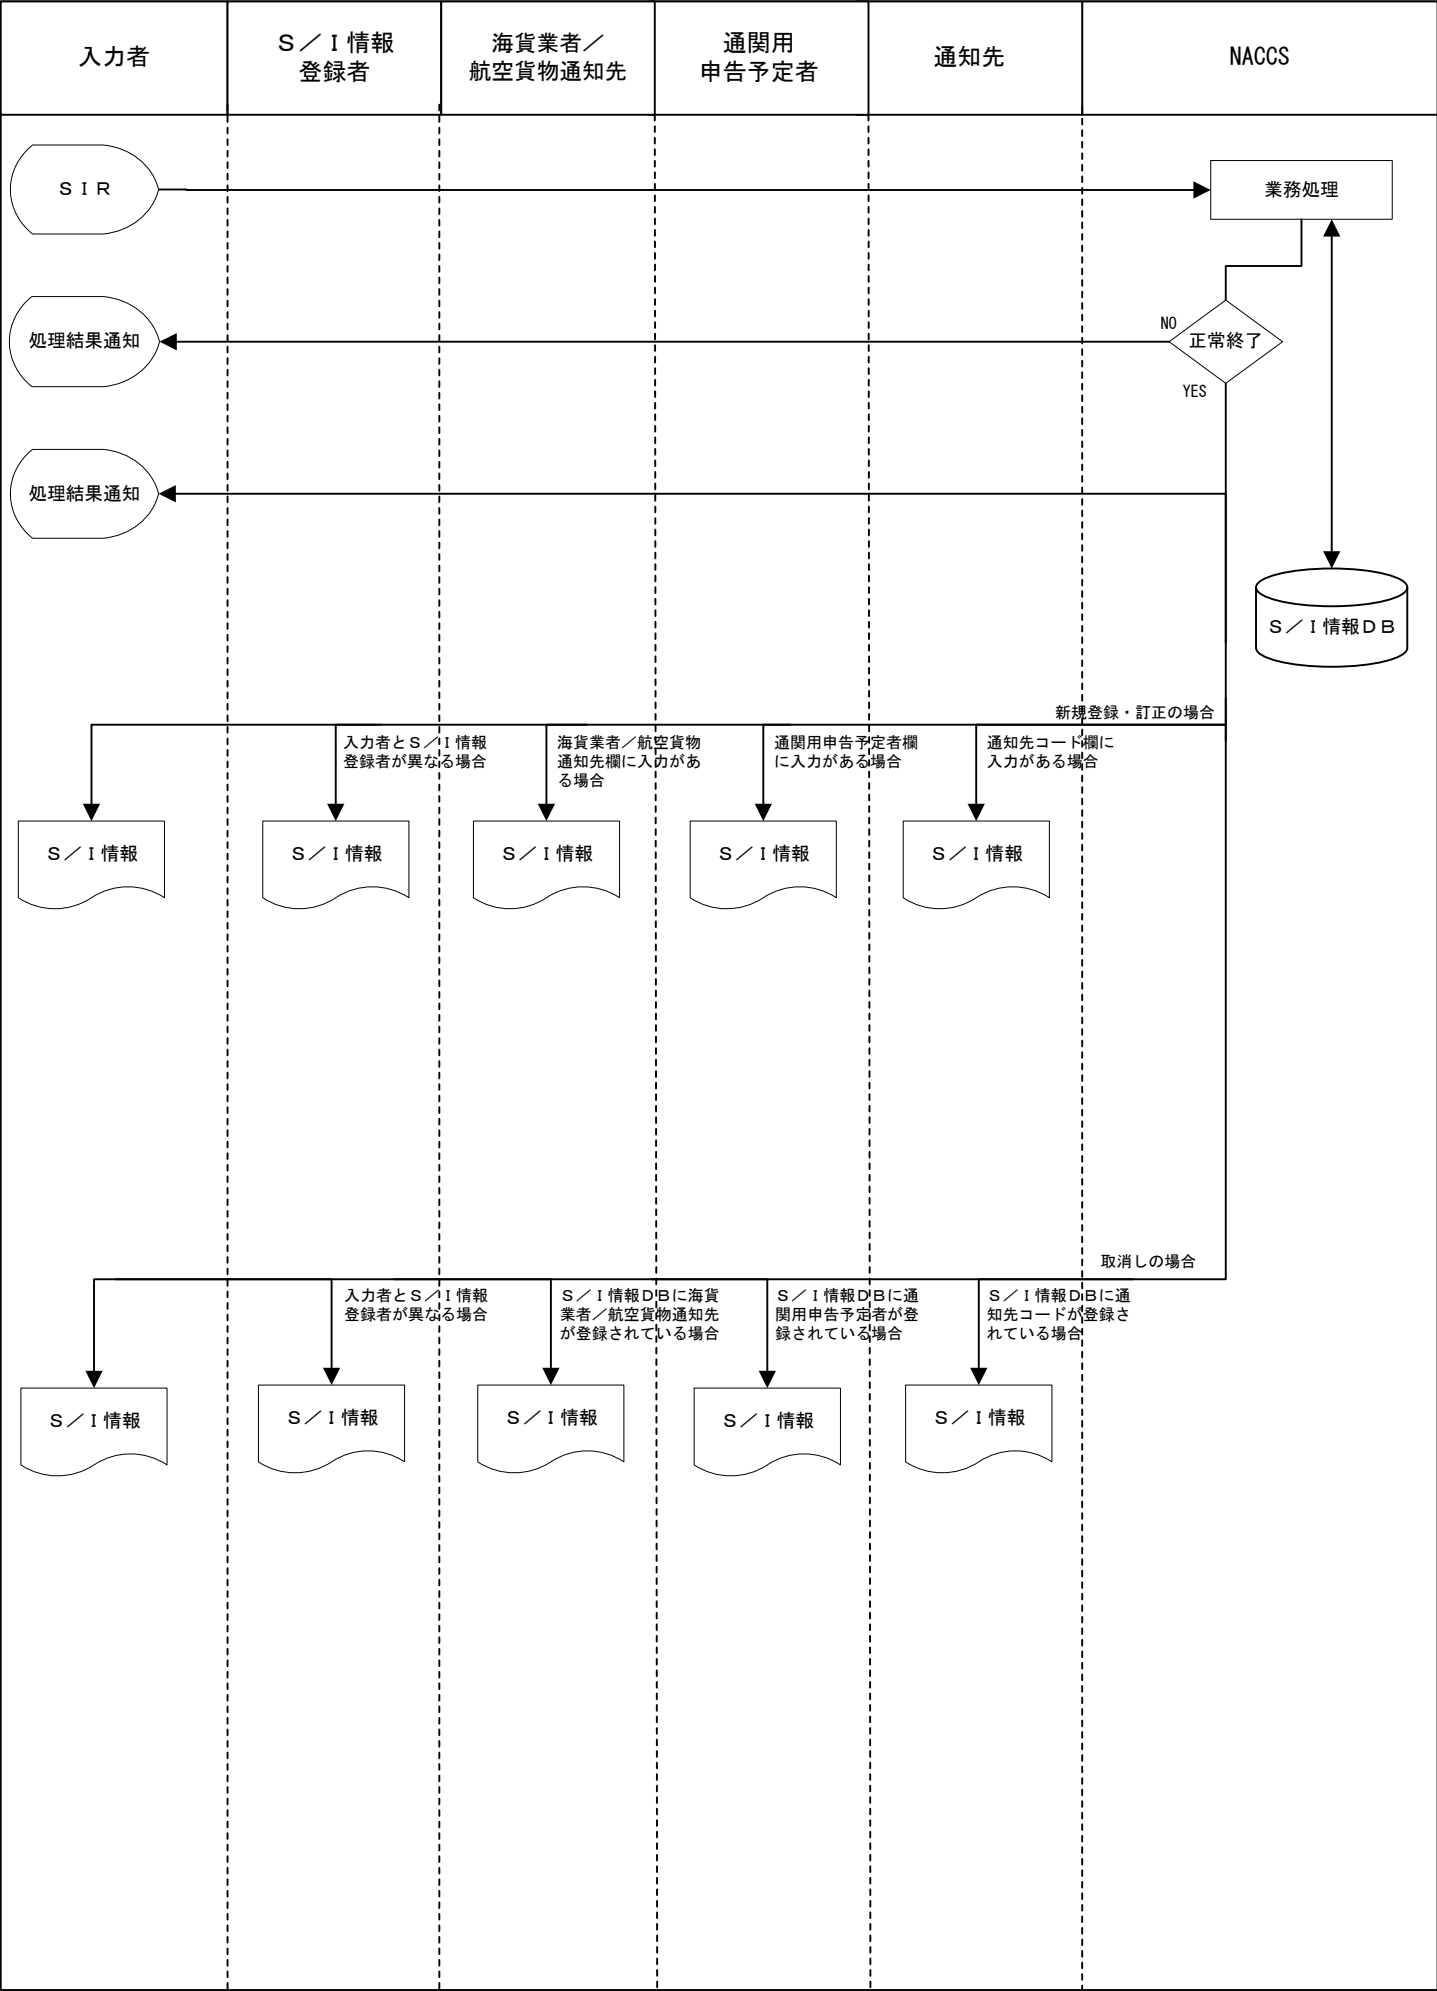 入力者
Ｓ／Ｉ情報
登録者
海貨業者／
航空貨物通知先
通関用
申告予定者
通知先
NACCS
ＳＩＲ
業務処理
処理結果通知
NO
正常終了
YES
処理結果通知
Ｓ／Ｉ情報ＤＢ
新規登録・訂正の場合
入力者とＳ／Ｉ情報
登録者が異なる場合
海貨業者／航空貨物
通知先欄に入力があ
る場合
通関用申告予定者欄
に入力がある場合
通知先コード欄に
入力がある場合
Ｓ／Ｉ情報
Ｓ／Ｉ情報
Ｓ／Ｉ情報
Ｓ／Ｉ情報
Ｓ／Ｉ情報
取消しの場合
入力者とＳ／Ｉ情報
登録者が異なる場合
Ｓ／Ｉ情報ＤＢに海貨
業者／航空貨物通知先
が登録されている場合
Ｓ／Ｉ情報ＤＢに通
関用申告予定者が登
録されている場合
Ｓ／Ｉ情報ＤＢに通
知先コードが登録さ
れている場合
Ｓ／Ｉ情報
Ｓ／Ｉ情報
Ｓ／Ｉ情報
Ｓ／Ｉ情報
Ｓ／Ｉ情報